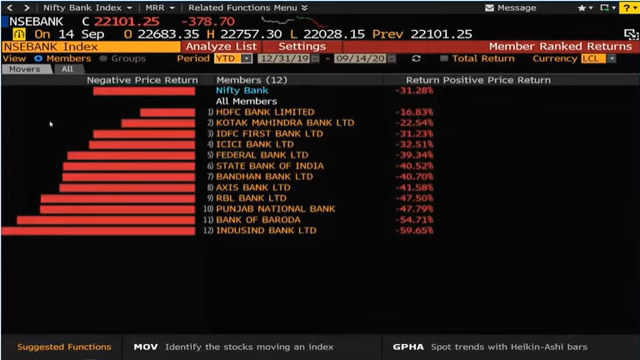 < > Nifty Bank Index MRR Related Functions Menu Message ?
NSEBANK C 22101.25 -378.70
On 14 Sep O 22683.35 H 22757.30 L 22028.15 Prev 22101.25
NSEBANK Index Analyze List Settings Member Ranked Returns
View Members Groups Period YTD 12/31/19 - 09/14/20 Total Return Currency LCL
Movers All
Negative Price Return Members (12) Return Positive Price Return
Nifty Bank -31.28%
All Members
1) HDFC BANK LIMITED -16.83%
2) KOTAK MAHINDRA BANK LTD -22.54%
3) IDFC FIRST BANK LTD -31.23%
4) ICICI BANK LTD -32.51%
5) FEDERAL BANK LTD -39.34%
6) STATE BANK OF INDIA -40.52%
7) BANDHAN BANK LTD -40.70%
8) AXIS BANK LTD -41.58%
9) RBL BANK LTD -47.50%
10) PUNJAB NATIONAL BANK -47.79%
11) BANK OF BARODA -54.71%
12) INDUSIND BANK LTD -59.65%
Suggested Functions MOV Identify the stocks moving an index GPHA Spot trends with Heikin-Ashi bars